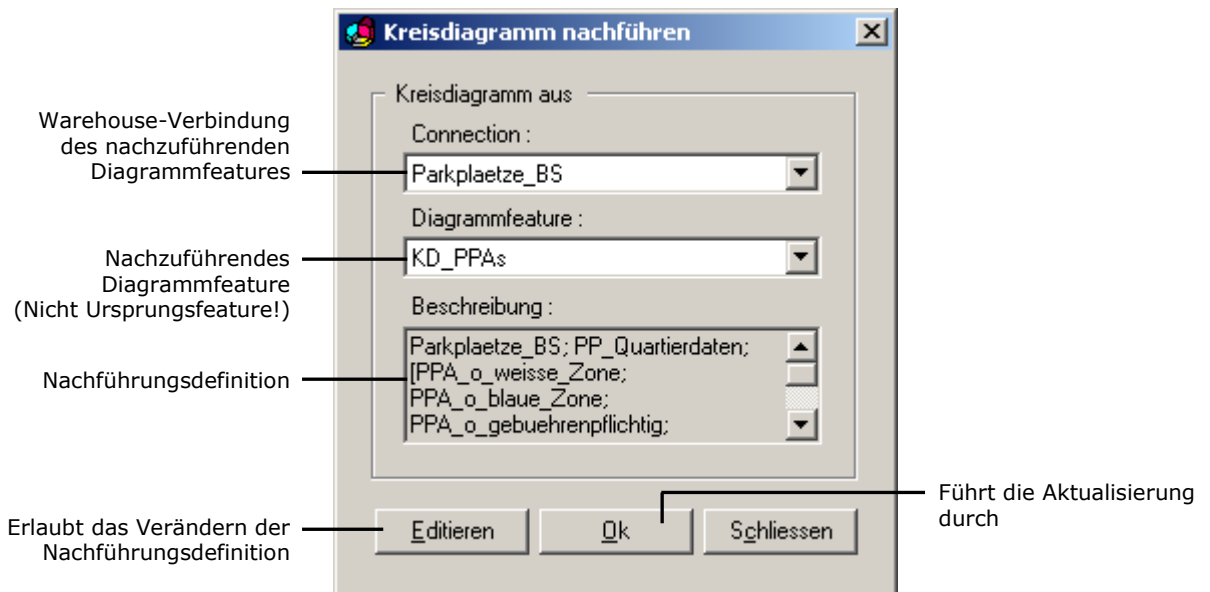 Kreisdiagramm nachführen
Kreisdiagramm aus
Warehouse-Verbindung
des nachzuführenden
Diagrammfeatures
Connection :
Parkplaetze_BS
Diagrammfeature :
Nachzuführendes
Diagrammfeature
(Nicht Ursprungsfeature!)
KD_PPAs
Beschreibung :
Nachführungsdefinition
Parkplaetze_BS; PP_Quartierdaten;
[PPA_o_weisse_Zone;
PPA_o_blaue_Zone;
PPA_o_gebuehrenpflichtig;
Führt die Aktualisierung
durch
Erlaubt das Verändern der
Nachführungsdefinition
Editieren
Ok
Schliessen